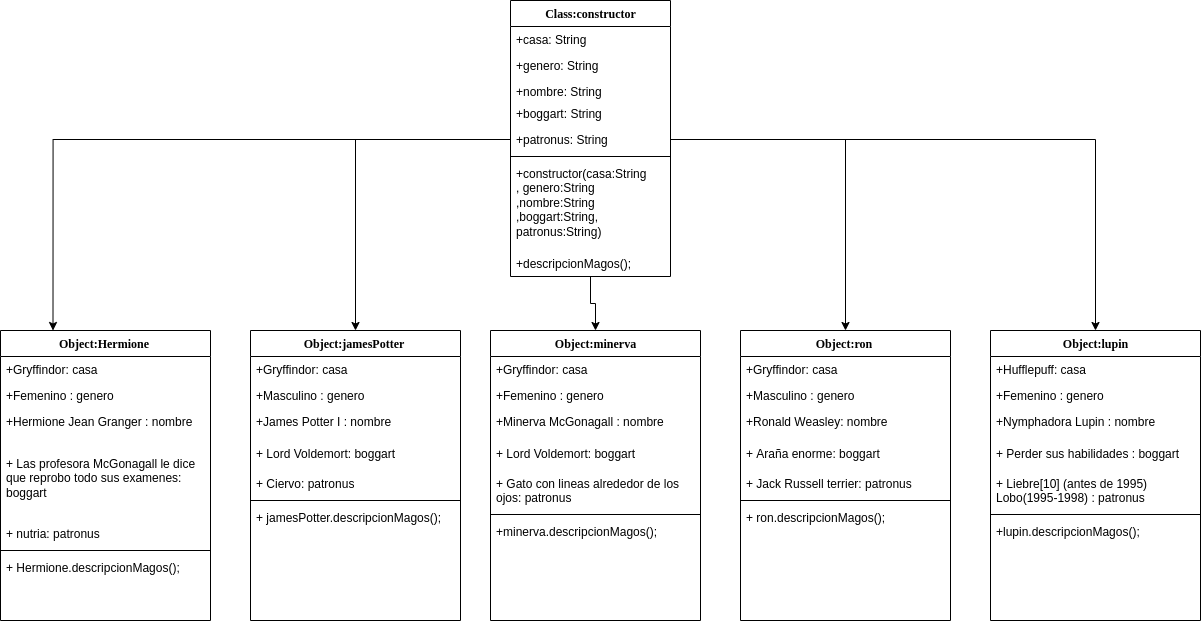 Class:constructor
+casa: String
+genero: String
+nombre: String
+boggart: String
+patronus: String
+constructor(casa:String
, genero:String
,nombre:String
,boggart:String,
patronus:String)
+descripcionMagos();
Object:Hermione
+Gryffindor: casa
+Femenino : genero
+Hermione Jean Granger : nombre
+ Las profesora McGonagall le dice
que reprobo todo sus examenes:
boggart
+ nutria: patronus
+ Hermione.descripcionMagos();
Object:jamesPotter
+Gryffindor: casa
+Masculino : genero
+James Potter I : nombre
+ Lord Voldemort: boggart
+ Ciervo: patronus
+ jamesPotter.descripcionMagos();
Object:minerva
+Gryffindor: casa
+Femenino : genero
+Minerva McGonagall : nombre
+ Lord Voldemort: boggart
+ Gato con lineas alrededor de los
ojos: patronus
+minerva.descripcionMagos();
Object:ron
+Gryffindor: casa
+Masculino : genero
+Ronald Weasley: nombre
+ Araña enorme: boggart
+ Jack Russell terrier: patronus
+ ron.descripcionMagos();
Object:lupin
+Hufflepuff: casa
+Femenino : genero
+Nymphadora Lupin : nombre
+ Perder sus habilidades : boggart
+ Liebre[10] (antes de 1995)
Lobo(1995-1998) : patronus
+lupin.descripcionMagos();